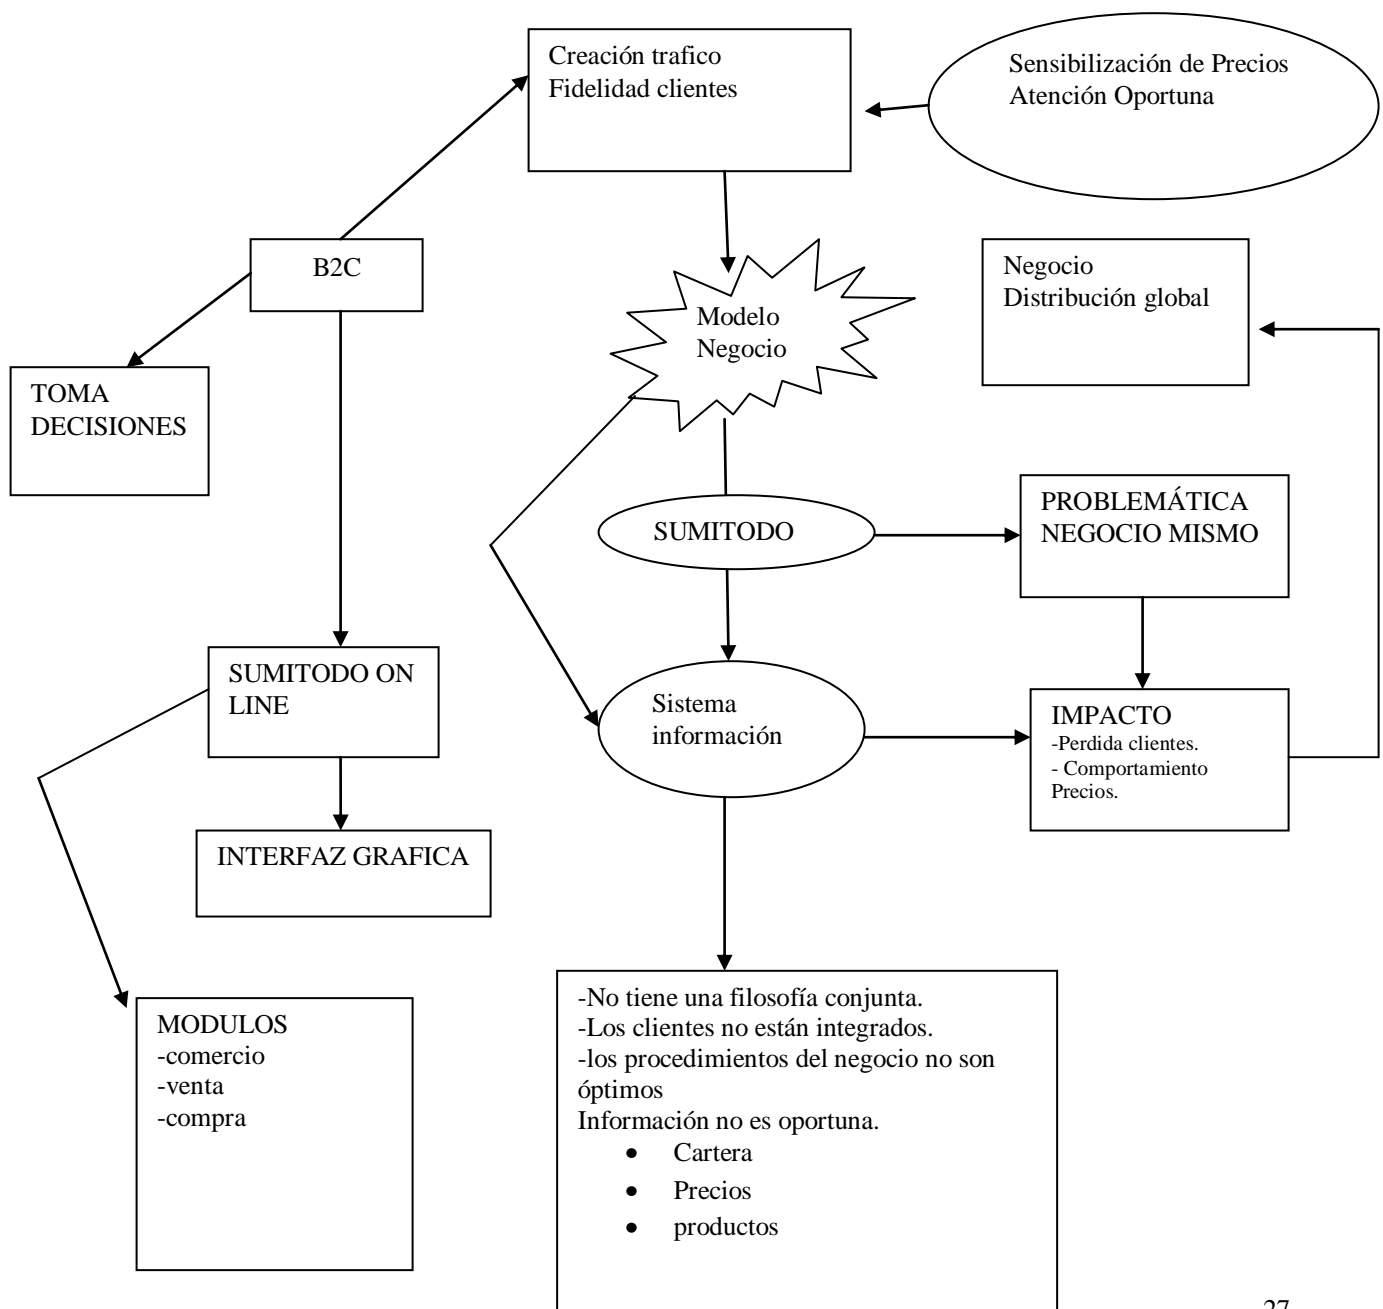 Creación trafico
Fidelidad clientes
Sensibilización de Precios
Atención Oportuna
B2C
Modelo
Negocio
Negocio
Distribución global
TOMA
DECISIONES
SUMITODO
PROBLEMÁTICA
NEGOCIO MISMO
SUMITODO ON
LINE
Sistema
información
IMPACTO
-Perdida clientes.
- Comportamiento
Precios.
INTERFAZ GRAFICA
MODULOS
-comercio
-venta
-compra
-No tiene una filosofía conjunta.
-Los clientes no están integrados.
-los procedimientos del negocio no son
óptimos
Información no es oportuna.
• Cartera
• Precios
• productos
27